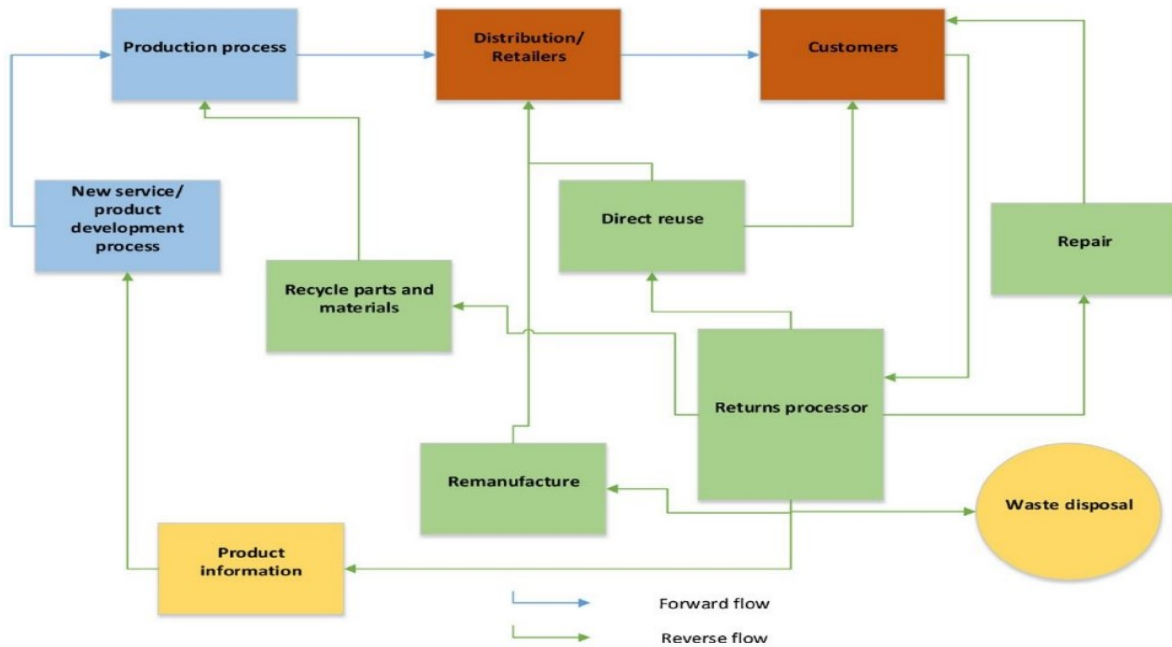 Production process
Distribution/
Retailers
Customers
New service/
product
development
process
Direct reuse
Repair
Recycle parts and
materials
Returns processor
Remanufacture
Waste disposal
Product
information
Forward flow
Reverse flow